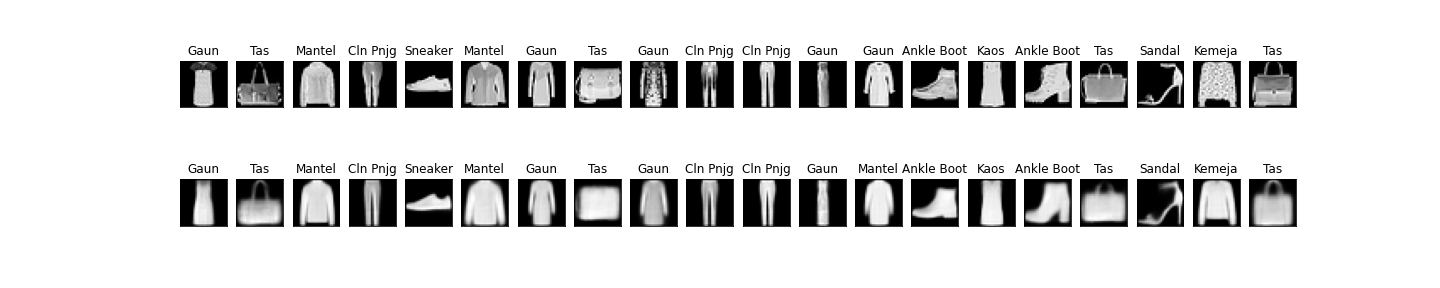 Gaun Tas Mantel Cln Pnjg Sneaker Mantel Gaun Tas Gaun Cln Pnjg Cln Pnjg Gaun Gaun Ankle Boot Kaos Ankle Boot Tas Sandal Kemeja Tas
Gaun Tas Mantel Cln Pnjg Sneaker Mantel Gaun Tas Gaun Cln Pnjg Cln Pnjg Gaun Mantel Ankle Boot Kaos Ankle Boot Tas Sandal Kemeja Tas